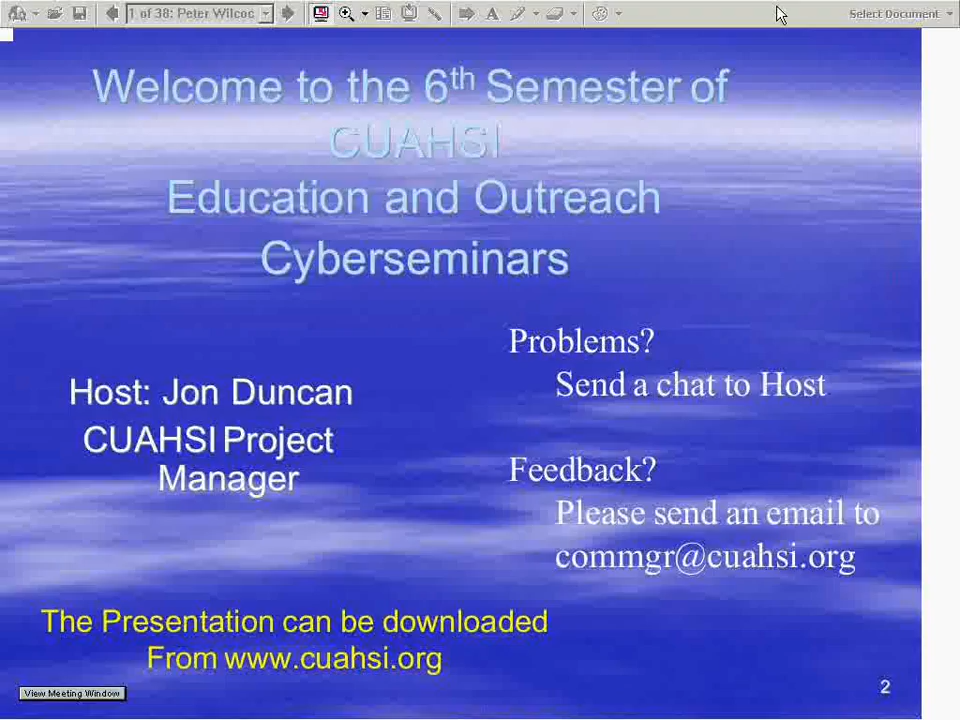 1 of 38: Peter Wilcoc
Select Document
Welcome to the 6th Semester of
CUAHSI
Education and Outreach
Cyberseminars
Problems?
Send a chat to Host
Host: Jon Duncan
CUAHSI Project
Manager
Feedback?
Please send an email to
commgr@cuahsi.org
The Presentation can be downloaded
From www.cuahsi.org
View Meeting Window
2